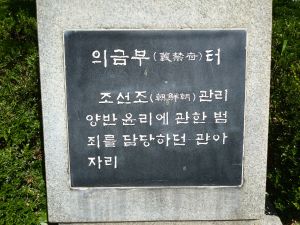 의금부(義禁府)터
조선조(朝鮮朝) 관리
양반 윤리에 관한 범
죄를 담당하던 관아
자리